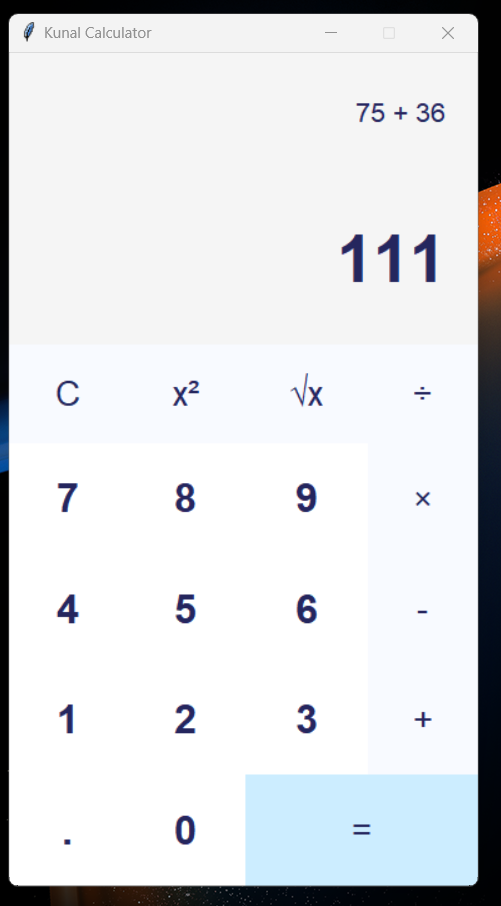 Kunal Calculator
75 + 36
111
C x² √x ÷
7 8 9 ×
4 5 6 -
1 2 3 +
. 0 =